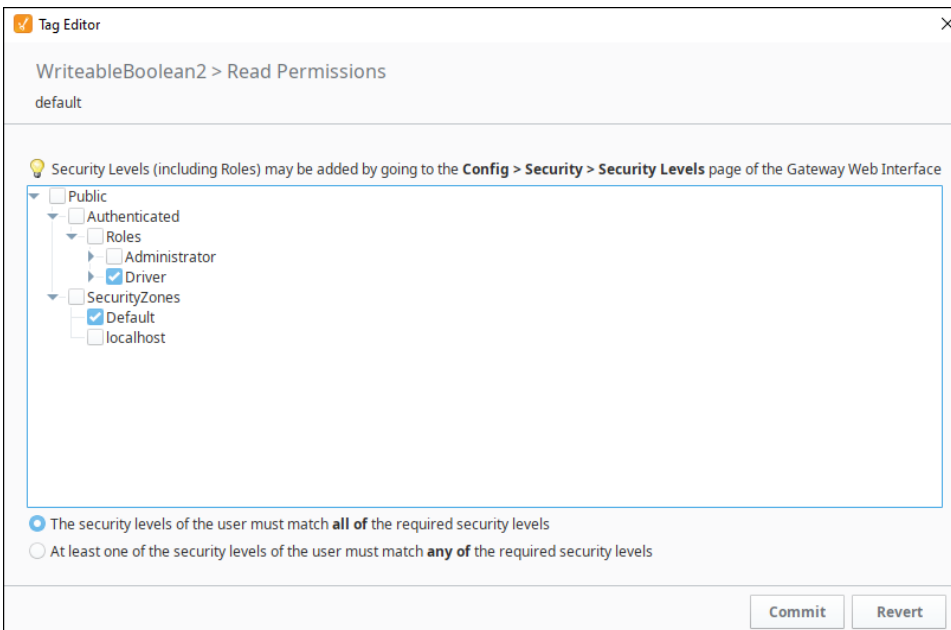 Tag Editor
WriteableBoolean2 > Read Permissions
default
Security Levels (including Roles) may be added by going to the Config > Security > Security Levels page of the Gateway Web Interface
Public
Authenticated
Roles
Administrator
Driver
SecurityZones
Default
localhost
The security levels of the user must match all of the required security levels
At least one of the security levels of the user must match any of the required security levels
Commit Revert